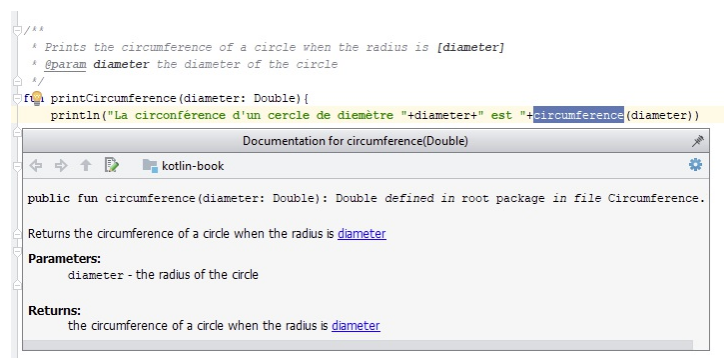 /**
* Prints the circumference of a circle when the radius is [diameter]
* @param diameter the diameter of the circle
*/
fun printCircumference(diameter: Double){
println("La circonférence d'un cercle de diemètre "+diameter+" est "+circumference(diameter))
Documentation for circumference(Double)
kotlin-book
public fun circumference(diameter: Double): Double defined in root package in file Circumference.
Returns the circumference of a circle when the radius is diameter
Parameters:
diameter - the radius of the circle
Returns:
the circumference of a circle when the radius is diameter